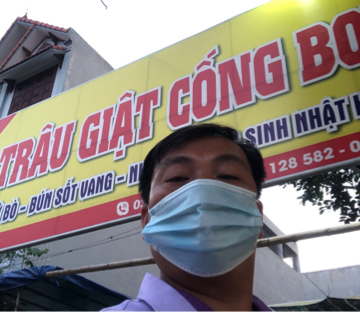 TRÂU GIẬT CỐNG BO
BÒ - BÚN SỐT VANG - SINH NHẬT
128 582 - 0